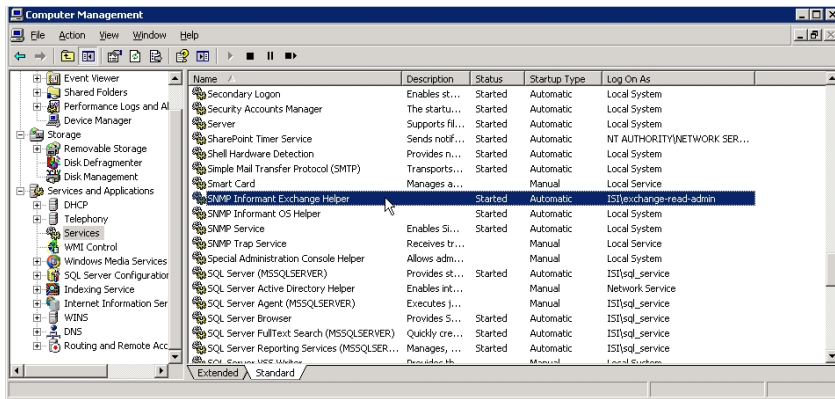 Computer Management
File Action View Window Help
Name Description Status Startup Type Log On As
Event Viewer
Shared Folders
Performance Logs and Al
Device Manager
Storage
Removable Storage
Disk Defragmenter
Disk Management
Services and Applications
DHCP
Telephony
Services
WMI Control
Windows Media Services
SQL Server Configuration
Indexing Service
Internet Information Ser
WINS
DNS
Routing and Remote Acc
Secondary Logon Enables st... Started Automatic Local System
Security Accounts Manager The startu... Started Automatic Local System
Server Supports fil... Started Automatic Local System
SharePoint Timer Service Sends notif... Started Automatic NT AUTHORITY\NETWORK SER...
Shell Hardware Detection Provides n... Started Automatic Local System
Simple Mail Transfer Protocol (SMTP) Transports... Started Automatic Local System
Smart Card Manages a... Manual Local Service
SNMP Informant Exchange Helper Started Automatic ISI\exchange-read-admin
SNMP Informant OS Helper Started Automatic Local System
SNMP Service Enables Si... Started Automatic Local System
SNMP Trap Service Receives tr... Manual Local Service
Special Administration Console Helper Allows adm... Manual Local System
SQL Server (MSSQLSERVER) Provides st... Started Automatic ISI\sql_service
SQL Server Active Directory Helper Enables int... Manual Network Service
SQL Server Agent (MSSQLSERVER) Executes j... Manual ISI\sql_service
SQL Server Browser Provides S... Started Automatic ISI\sql_service
SQL Server FullText Search (MSSQLSERVER) Quickly cre... Started Automatic ISI\sql_service
SQL Server Reporting Services (MSSQLSER... Manages, ... Started Automatic ISI\sql_service
SQL Server VSS Writer Provides th... Manual Local System
Extended Standard